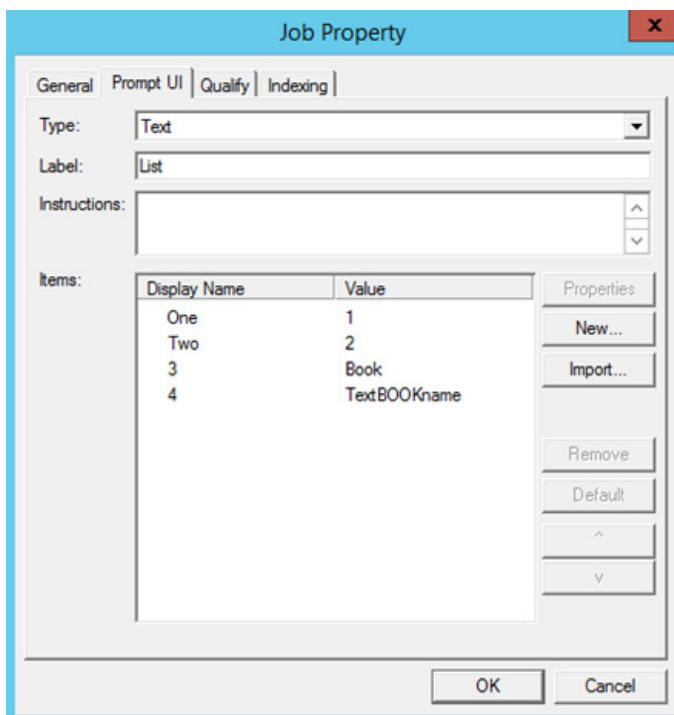 Job Property
x
General Prompt UI Qualify Indexing
Type: Text
Label: List
Instructions:
Items:
Display Name Value
One 1
Two 2
3 Book
4 TextBOOKname
Properties
New...
Import...
Remove
Default
^
v
OK Cancel